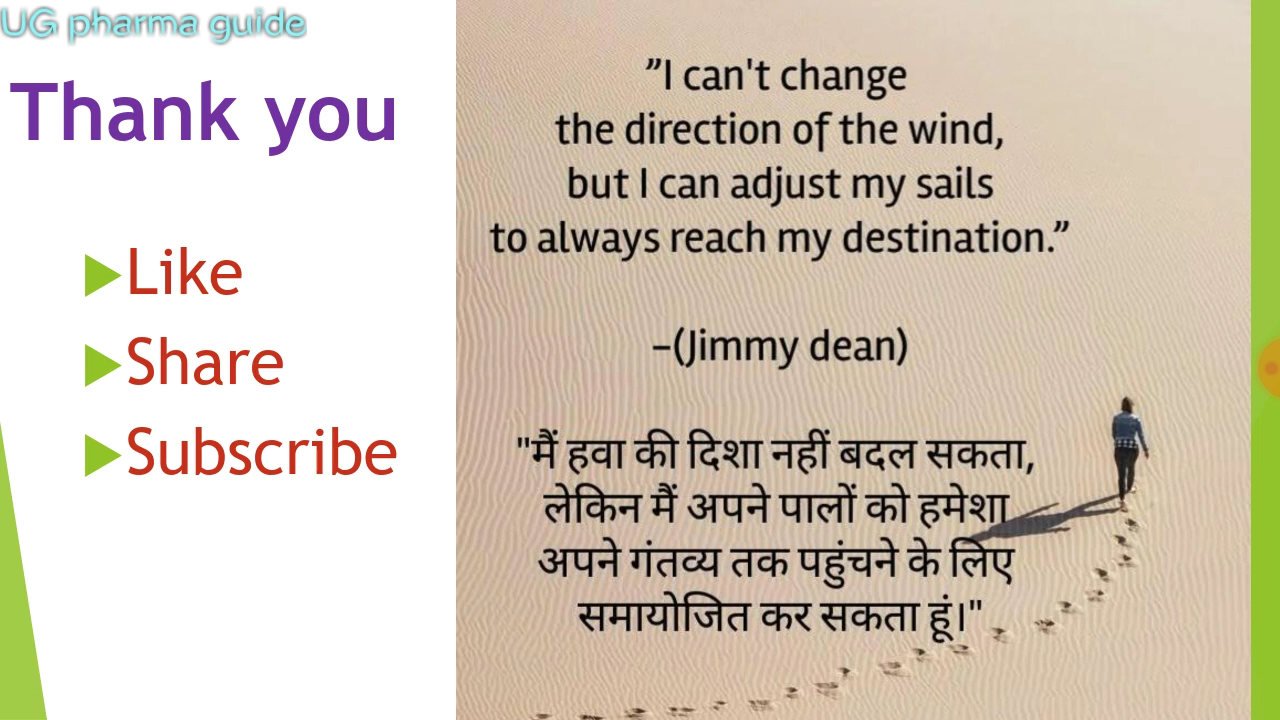 UG pharma guide
Thank you
Like
Share
Subscribe
”I can't change
the direction of the wind,
but I can adjust my sails
to always reach my destination.”
–(Jimmy dean)
"मैं हवा की दिशा नहीं बदल सकता,
लेकिन मैं अपने पालों को हमेशा
अपने गंतव्य तक पहुंचने के लिए
समायोजित कर सकता हूं।"